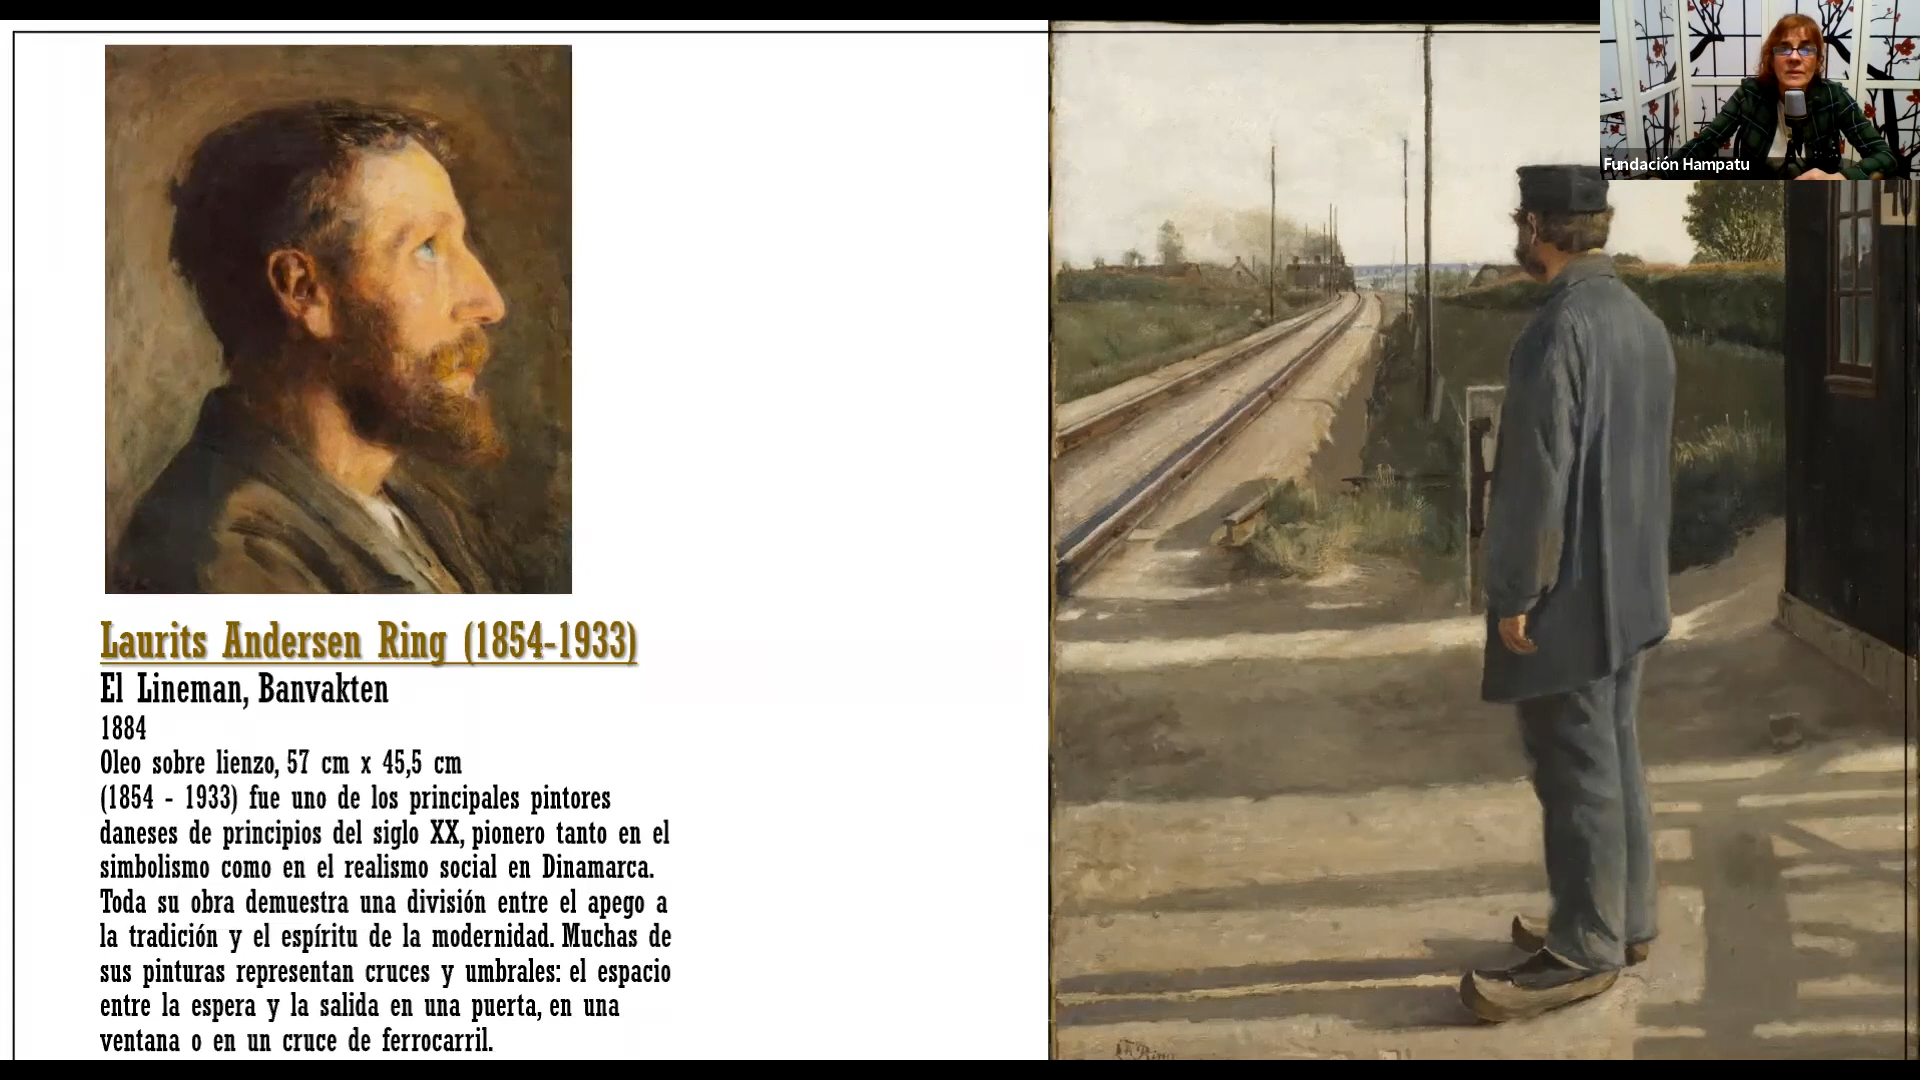 Fundación Hampatu
Laurits Andersen Ring (1854-1933)
El Lineman, Banvakten
1884
Oleo sobre lienzo, 57 cm x 45,5 cm
(1854 - 1933) fue uno de los principales pintores
daneses de principios del siglo XX, pionero tanto en el
simbolismo como en el realismo social en Dinamarca.
Toda su obra demuestra una división entre el apego a
la tradición y el espíritu de la modernidad. Muchas de
sus pinturas representan cruces y umbrales: el espacio
entre la espera y la salida en una puerta, en una
ventana o en un cruce de ferrocarril.